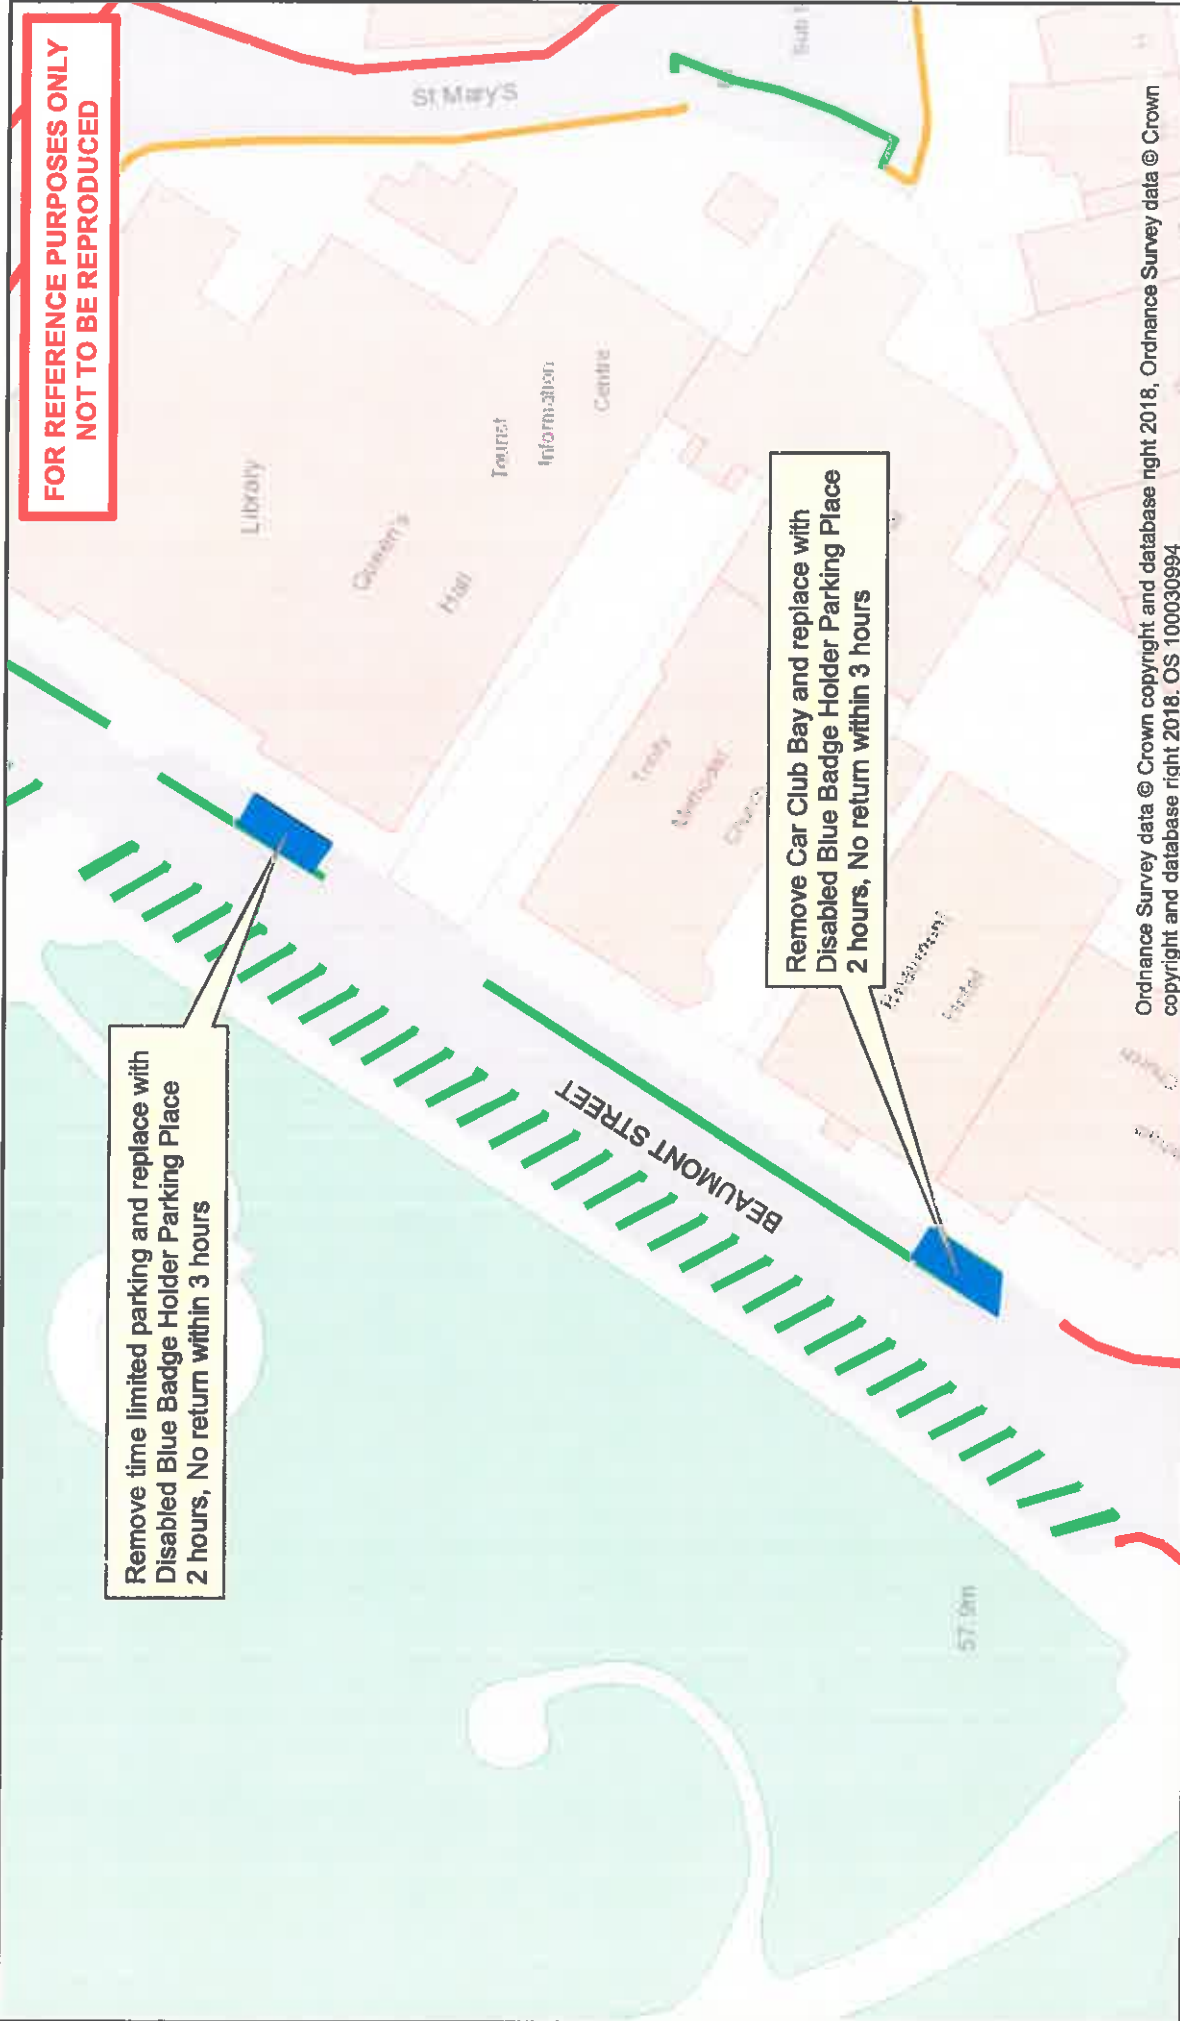 FOR REFERENCE PURPOSES ONLY
NOT TO BE REPRODUCED
Remove time limited parking and replace with
Disabled Blue Badge Holder Parking Place
2 hours, No return within 3 hours
Remove Car Club Bay and replace with
Disabled Blue Badge Holder Parking Place
2 hours, No return within 3 hours
BEAUMONT STREET
Library
Queen's
Hall
Tourist
Information
Centre
St Mary'S
Trinity
Methodist
Church
Beaumont
Hotel
57.9m
Church
Sub
Ordnance Survey data © Crown copyright and database right 2018, Ordnance Survey data © Crown
copyright and database right 2018. OS 100030994